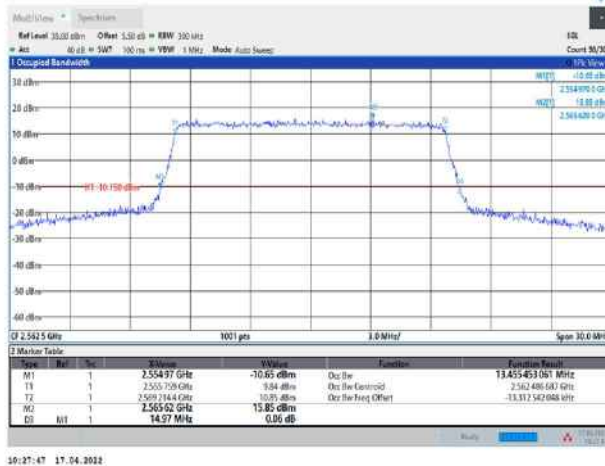 MultiView Spectrum
Ref Level 38.00 dBm Offset 5.50 dB RBW 300 kHz SGL
Att 40 dB SWT 100 ms VBW 1 MHz Mode Auto Sweep
1 Occupied Bandwidth 1Pk View
30 dBm M1[1] -10.65 dBm
2.5549700 GHz
20 dBm M2[1] 15.85 dBm
2.565620 0 GHz
10 dBm
0 dBm
-10 dBm H1 -10.150 dBm
-20 dBm
-30 dBm
-40 dBm
-50 dBm
-60 dBm
CF 2.5625 GHz 1001 pts 3.0 MHz/ Span 30.0 MHz
2 Marker Table
Type Ref Trc X-Value Y-Value Function Function Result
M1 1 2.55497 GHz -10.65 dBm Occ Bw 13.455 453 061 MHz
T1 1 2.555 759 GHz 9.84 dBm Occ Bw Centroid 2.562 486 687 GHz
T2 1 2.569 214 4 GHz 10.85 dBm Occ Bw Freq Offset -13.312 542 048 kHz
M2 1 2.56562 GHz 15.85 dBm
D3 M1 1 14.97 MHz 0.06 dB
Ready
10:27:47 17.04.2022